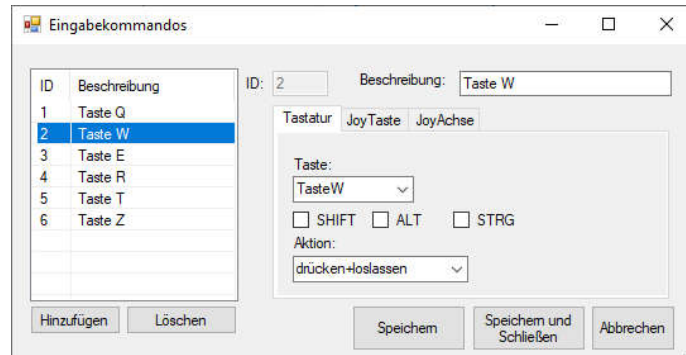 Eingabekommandos
ID Beschreibung
1 Taste Q
2 Taste W
3 Taste E
4 Taste R
5 Taste T
6 Taste Z
Hinzufügen Löschen
ID: 2 Beschreibung: Taste W
Tastatur JoyTaste JoyAchse
Taste:
TasteW
SHIFT ALT STRG
Aktion:
drücken+loslassen
Speichern
Speichern und
Schließen
Abbrechen